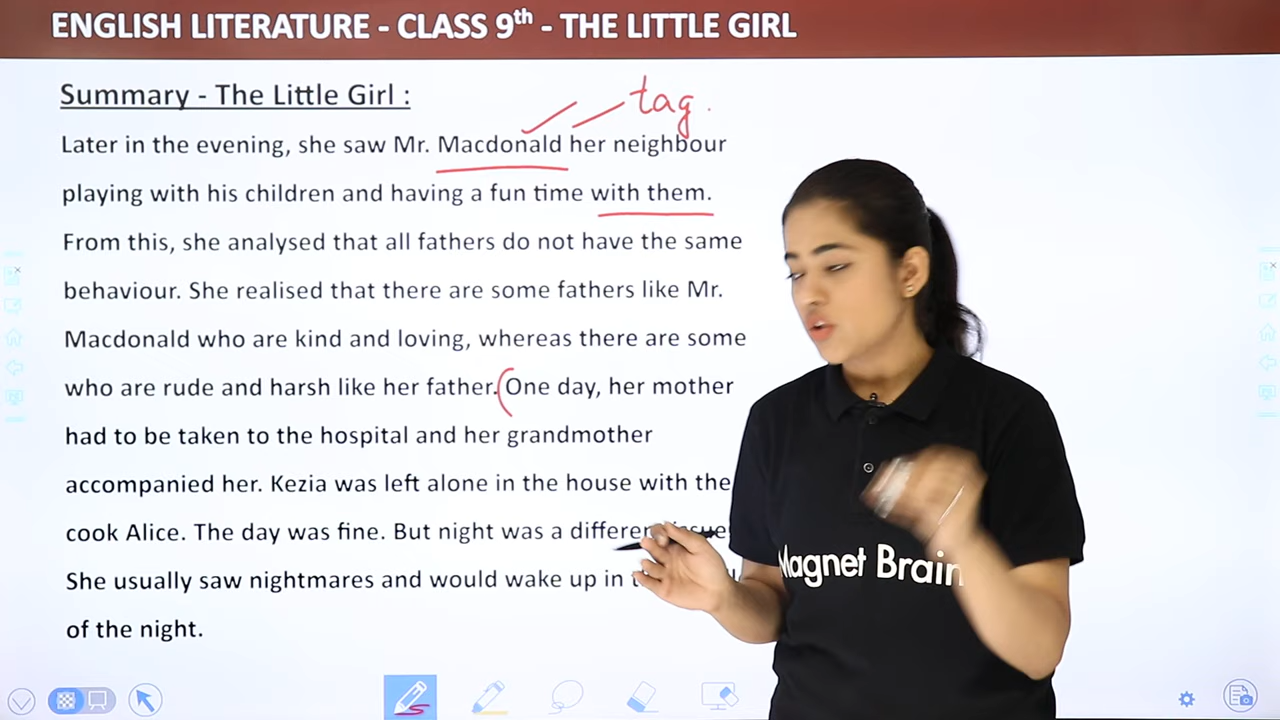 ENGLISH LITERATURE - CLASS 9th - THE LITTLE GIRL
Summary - The Little Girl :
tag.
Later in the evening, she saw Mr. Macdonald her neighbour
playing with his children and having a fun time with them.
From this, she analysed that all fathers do not have the same
behaviour. She realised that there are some fathers like Mr.
Macdonald who are kind and loving, whereas there are some
who are rude and harsh like her father. (One day, her mother
had to be taken to the hospital and her grandmother
accompanied her. Kezia was left alone in the house with the
cook Alice. The day was fine. But night was a different issue
She usually saw nightmares and would wake up in
of the night.
Magnet Brain